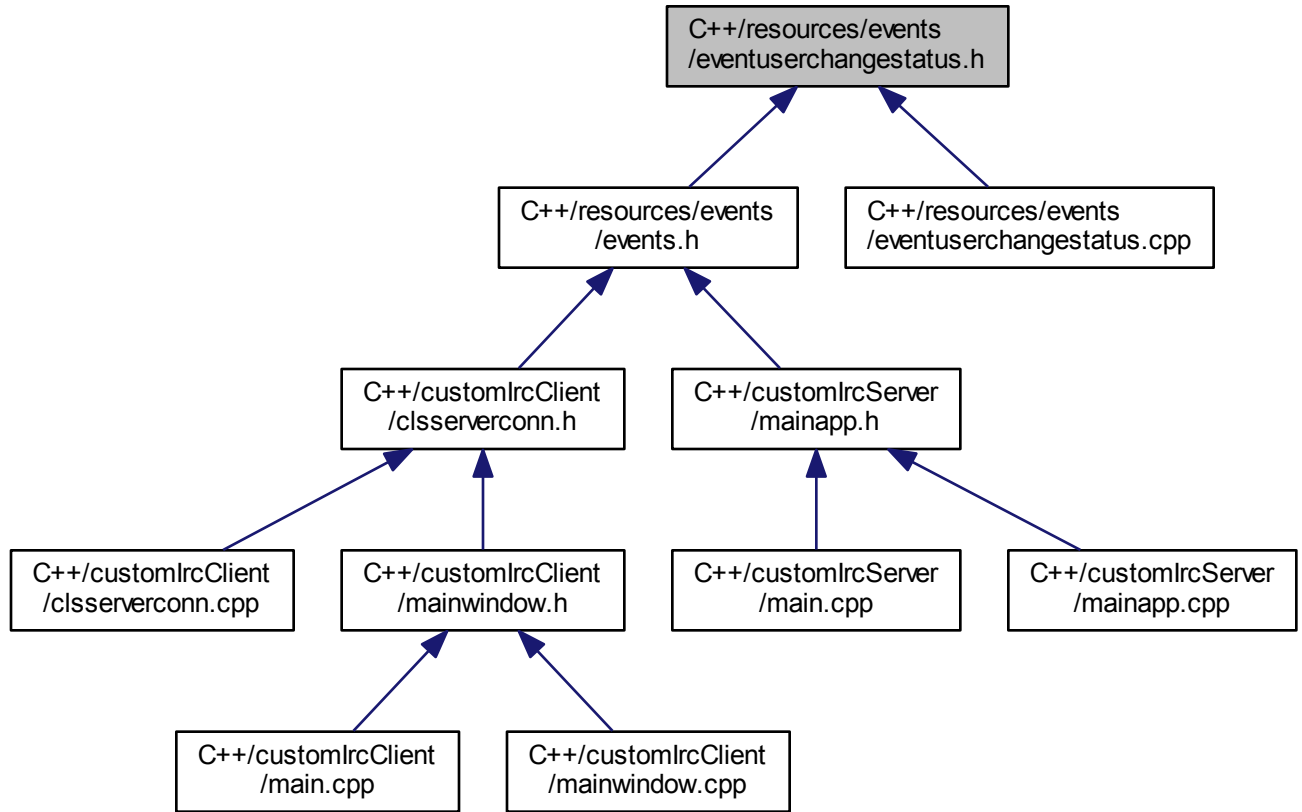 C++/resources/events
/eventuserchangestatus.h
C++/resources/events
/events.h
C++/resources/events
/eventuserchangestatus.cpp
C++/customIrcClient
/clsserverconn.h
C++/customIrcServer
/mainapp.h
C++/customIrcClient
/clsserverconn.cpp
C++/customIrcClient
/mainwindow.h
C++/customIrcServer
/main.cpp
C++/customIrcServer
/mainapp.cpp
C++/customIrcClient
/main.cpp
C++/customIrcClient
/mainwindow.cpp